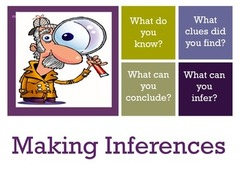 What do
you
know?
What
clues did
you find?
What can
you
conclude?
What can
you
infer?
Making Inferences